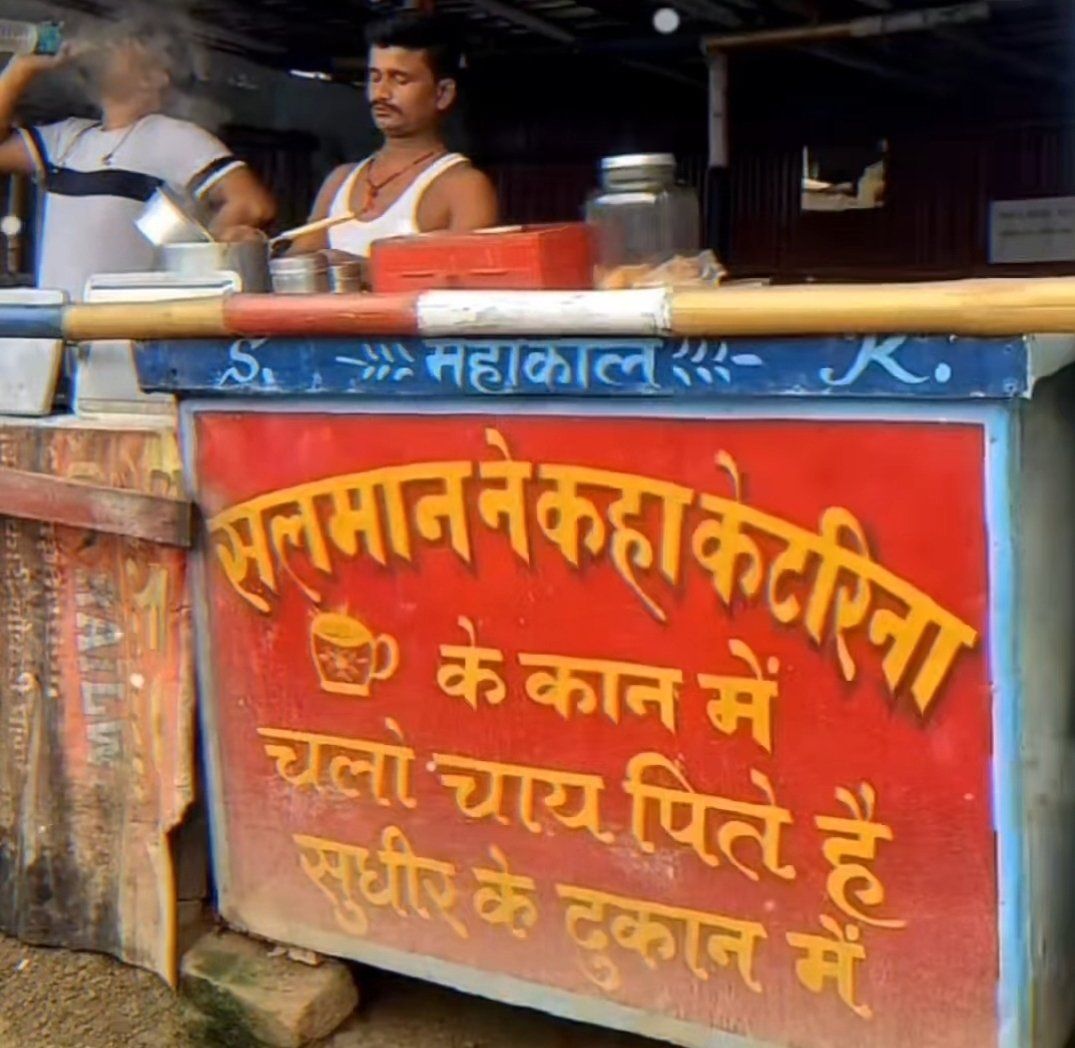 S. महाकाल K.
सलमान ने कहा केटरिना
के कान में
चलो चाय पिते है
सुधीर के दुकान में